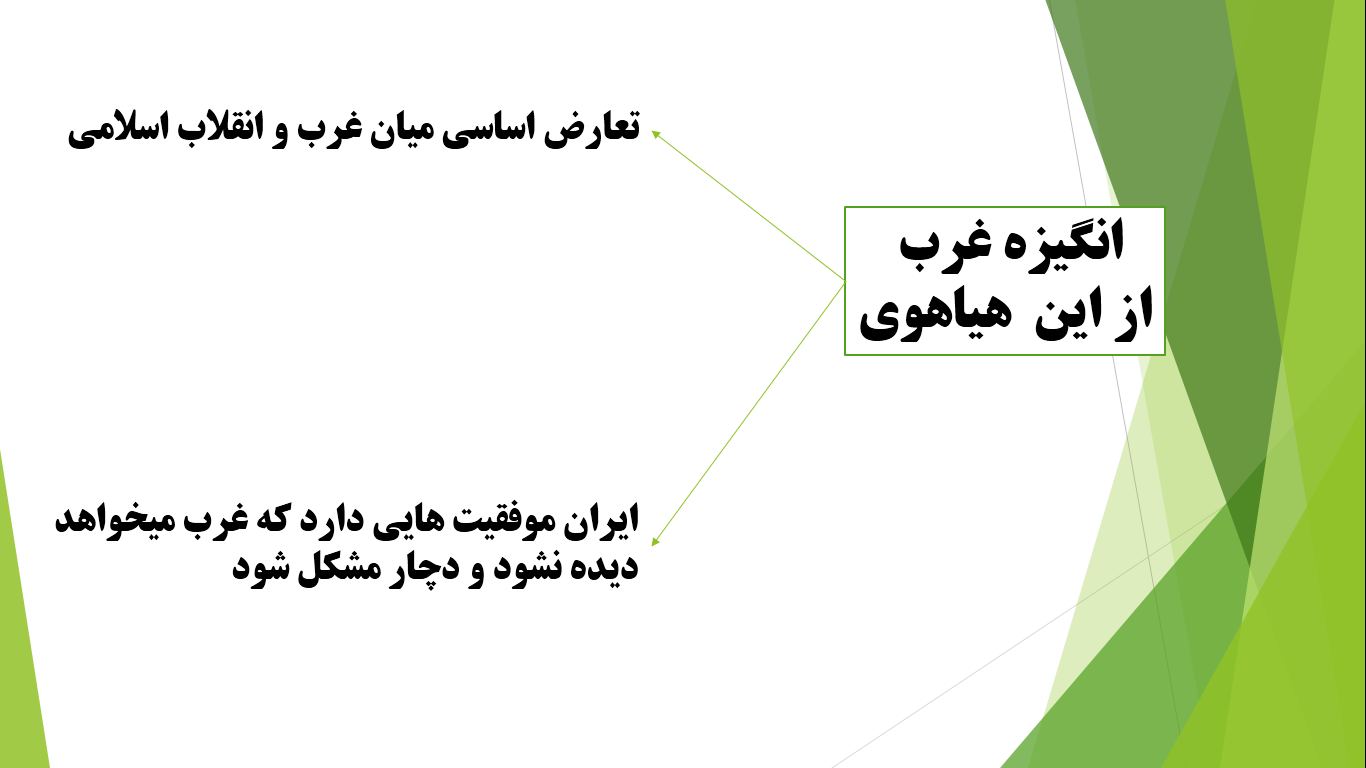 انگیزه غرب
از این هیاهوی
تعارض اساسی میان غرب و انقلاب اسلامی
ایران موفقیت هایی دارد که غرب میخواهد
دیده نشود و دچار مشکل شود